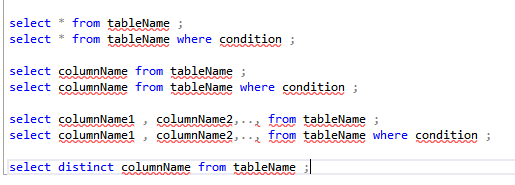 select * from tableName ;
select * from tableName where condition ;
select columnName from tableName ;
select columnName from tableName where condition ;
select columnName1 , columnName2,.., from tableName ;
select columnName1 , columnName2,.., from tableName where condition ;
select distinct columnName from tableName ;